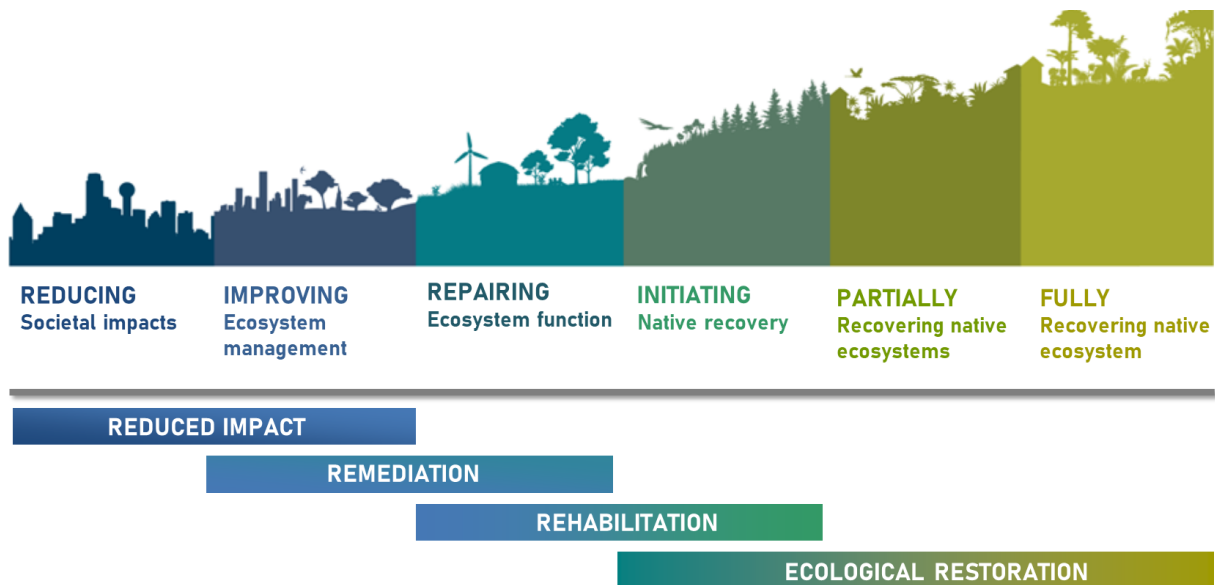 REDUCING
Societal impacts
IMPROVING
Ecosystem
management
REPAIRING
Ecosystem function
INITIATING
Native recovery
PARTIALLY
Recovering native
ecosystems
FULLY
Recovering native
ecosystem
REDUCED IMPACT
REMEDIATION
REHABILITATION
ECOLOGICAL RESTORATION